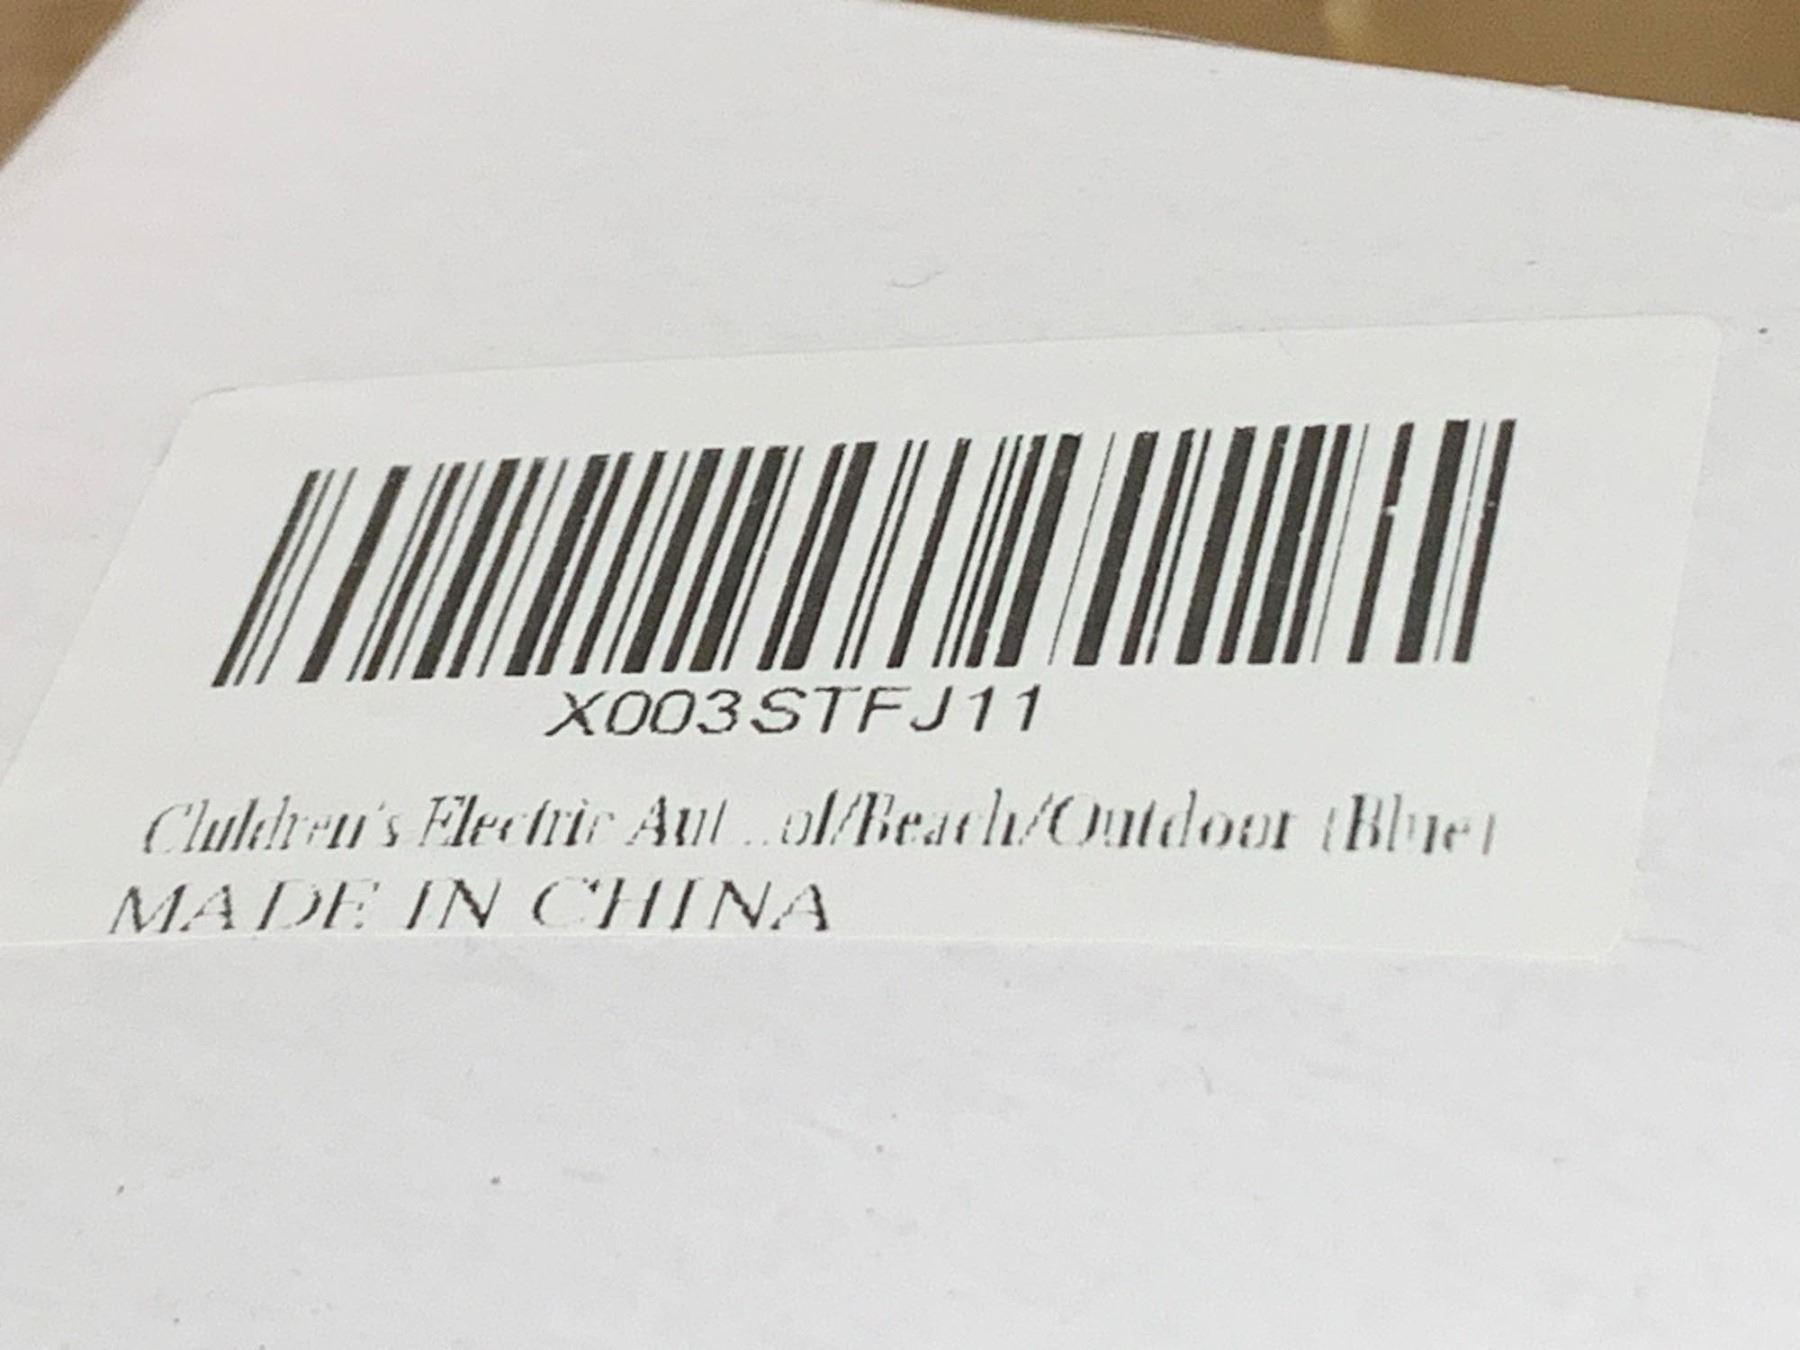 X003STFJ11
Children's Electric Aut...ol/Beach/Outdoor (Blue)
MADE IN CHINA